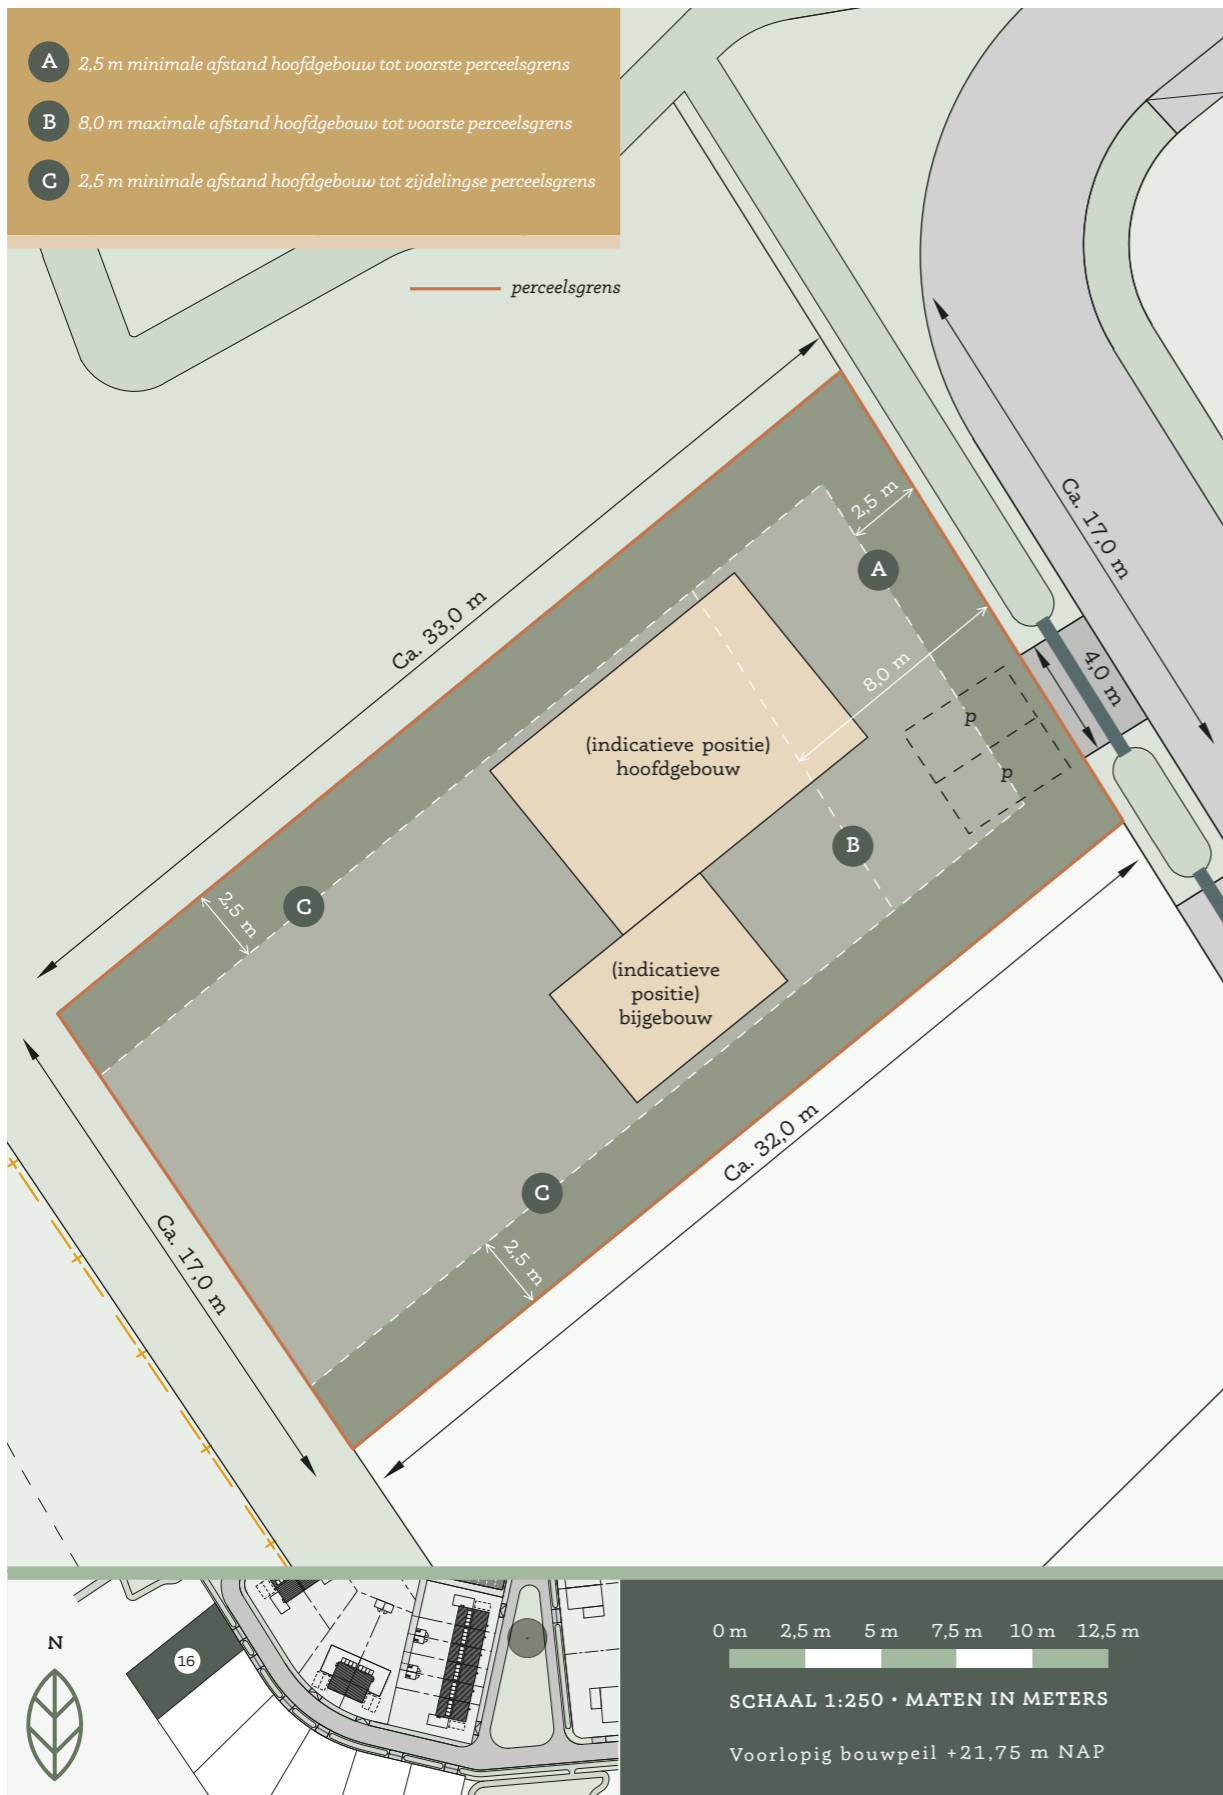 A 2,5 m minimale afstand hoofdgebouw tot voorste perceelsgrens
B 8,0 m maximale afstand hoofdgebouw tot voorste perceelsgrens
C 2,5 m minimale afstand hoofdgebouw tot zijdelingse perceelsgrens
perceelsgrens
Ca. 33,0 m
2,5 m
A
Ca. 17,0 m
8,0 m
4,0 m
p
p
(indicatieve positie)
hoofdgebouw
B
C
2,5 m
(indicatieve
positie)
bijgebouw
Ca. 32,0 m
C
2,5 m
Ca. 17,0 m
N
16
0 m 2,5 m 5 m 7,5 m 10 m 12,5 m
SCHAAL 1:250 • MATEN IN METERS
Voorlopig bouwpeil +21,75 m NAP